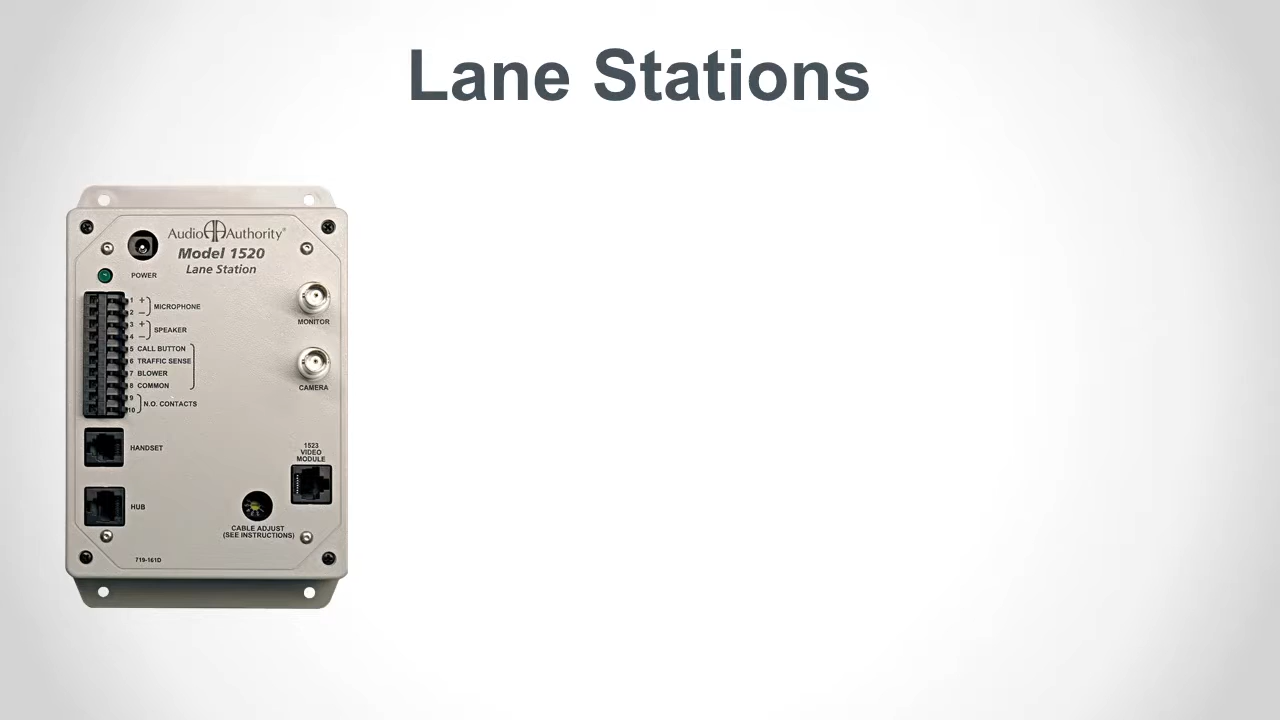 Lane Stations
Audio Authority®
Model 1520
Lane Station
POWER
1 +
2 –
MICROPHONE
3 +
4 –
SPEAKER
5 CALL BUTTON
6 TRAFFIC SENSE
7 BLOWER
8 COMMON
9
10
N.O. CONTACTS
HANDSET
HUB
MONITOR
CAMERA
1523
VIDEO
MODULE
CABLE ADJUST
(SEE INSTRUCTIONS)
719-161D